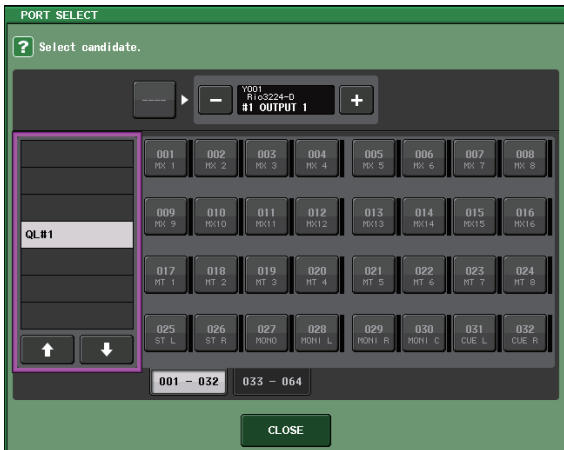 PORT SELECT
? Select candidate.
----
−
Y001
Rio3224-D
#1 OUTPUT 1
+
QL#1
001 002 003 004 005 006 007 008
MX 1 MX 2 MX 3 MX 4 MX 5 MX 6 MX 7 MX 8
009 010 011 012 013 014 015 016
MX 9 MX10 MX11 MX12 MX13 MX14 MX15 MX16
017 018 019 020 021 022 023 024
MT 1 MT 2 MT 3 MT 4 MT 5 MT 6 MT 7 MT 8
025 026 027 028 029 030 031 032
ST L ST R MONO MONI L MONI R MONI C CUE L CUE R
001 - 032 033 - 064
CLOSE